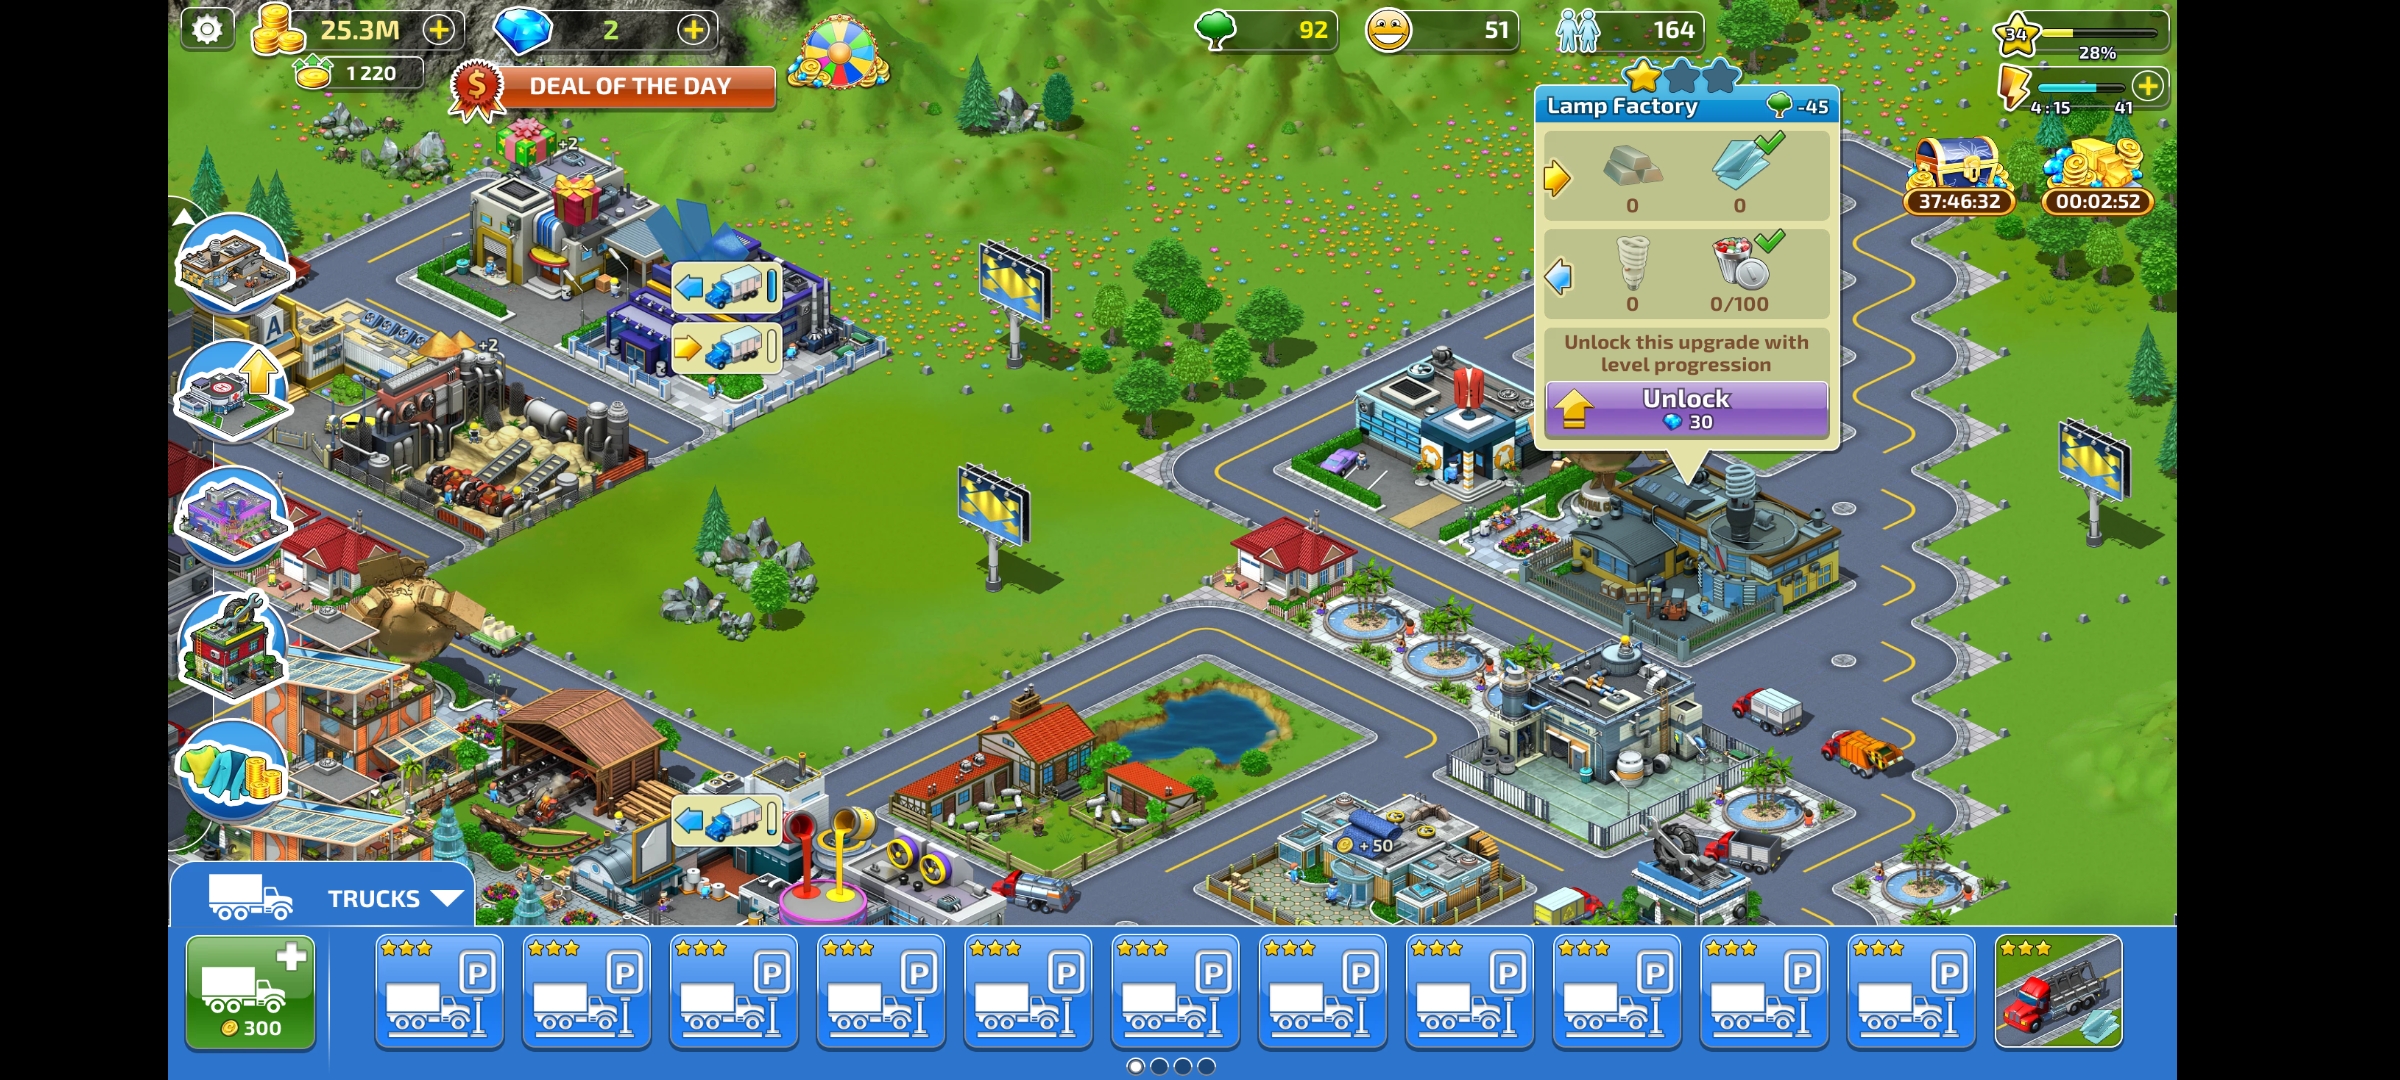 25.3M
2
92
51
164
34
28%
1 220
DEAL OF THE DAY
4:15
41
Lamp Factory
-45
37:46:32
00:02:52
0
0
0
0/100
Unlock this upgrade with
level progression
Unlock
30
+2
+2
A
+50
TRUCKS
300
P
P
P
P
P
P
P
P
P
P
P